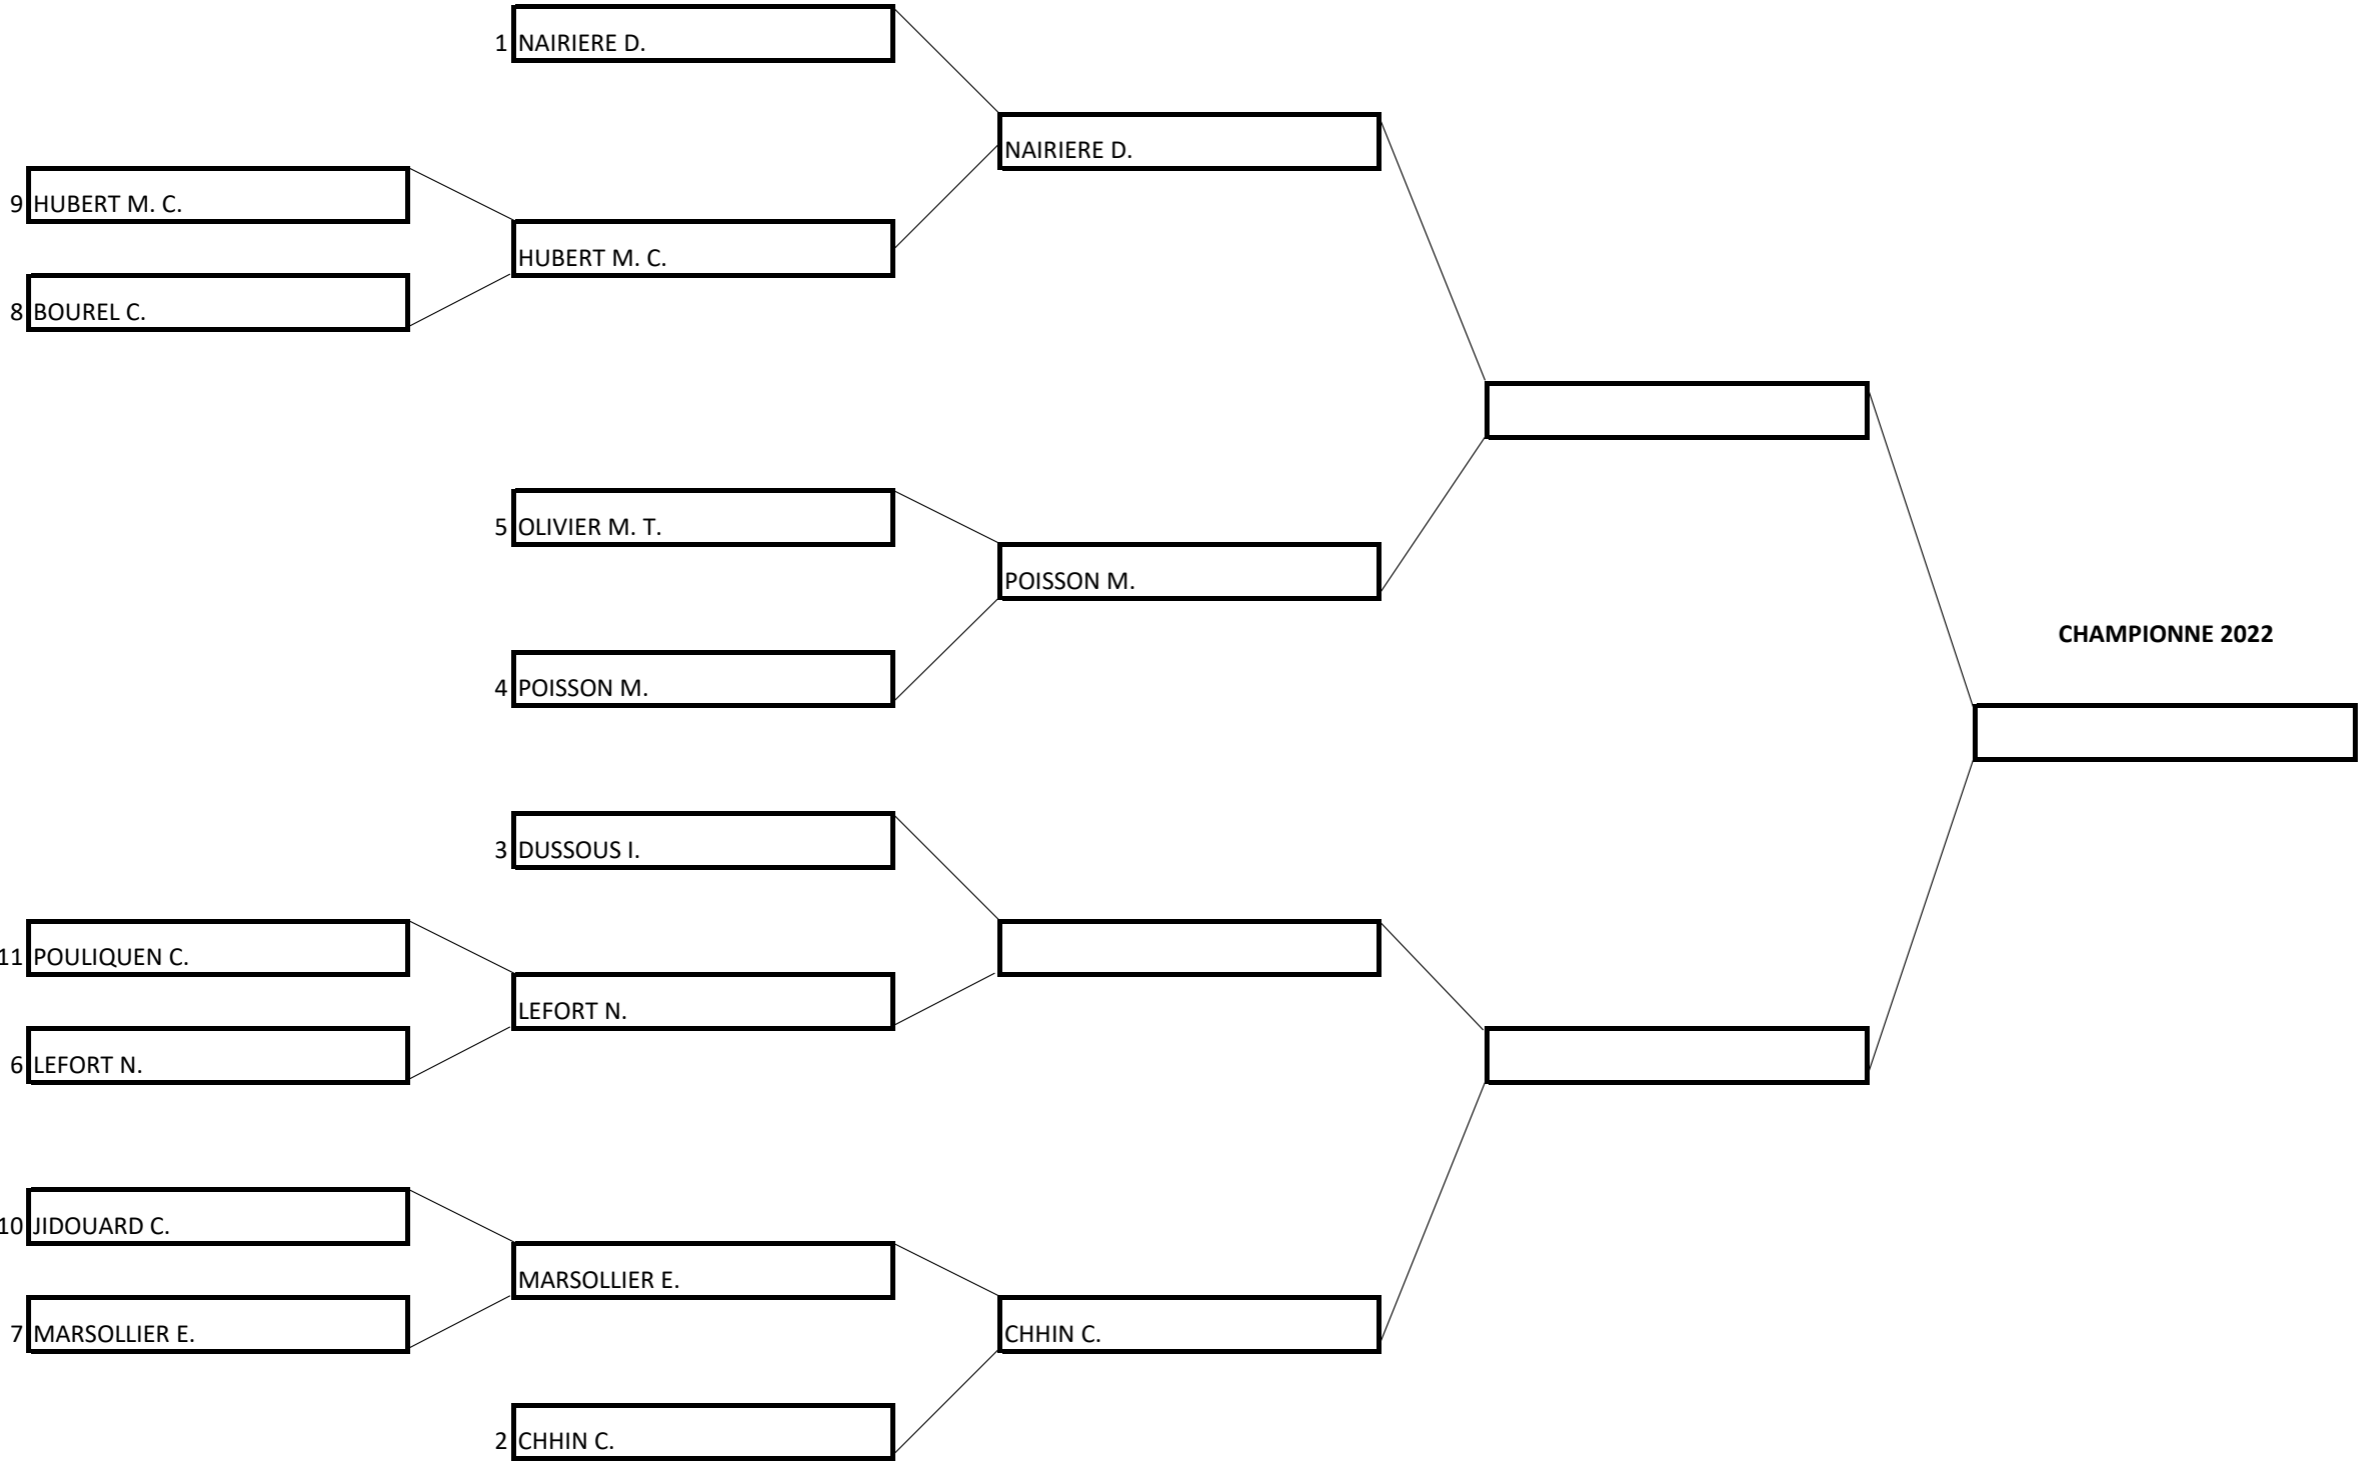 1 NAIRIERE D.
NAIRIERE D.
9 HUBERT M. C.
HUBERT M. C.
8 BOUREL C.
5 OLIVIER M. T.
POISSON M.
CHAMPIONNE 2022
4 POISSON M.
3 DUSSOUS I.
11 POULIQUEN C.
LEFORT N.
6 LEFORT N.
10 JIDOUARD C.
MARSOLLIER E.
7 MARSOLLIER E.
CHHIN C.
2 CHHIN C.